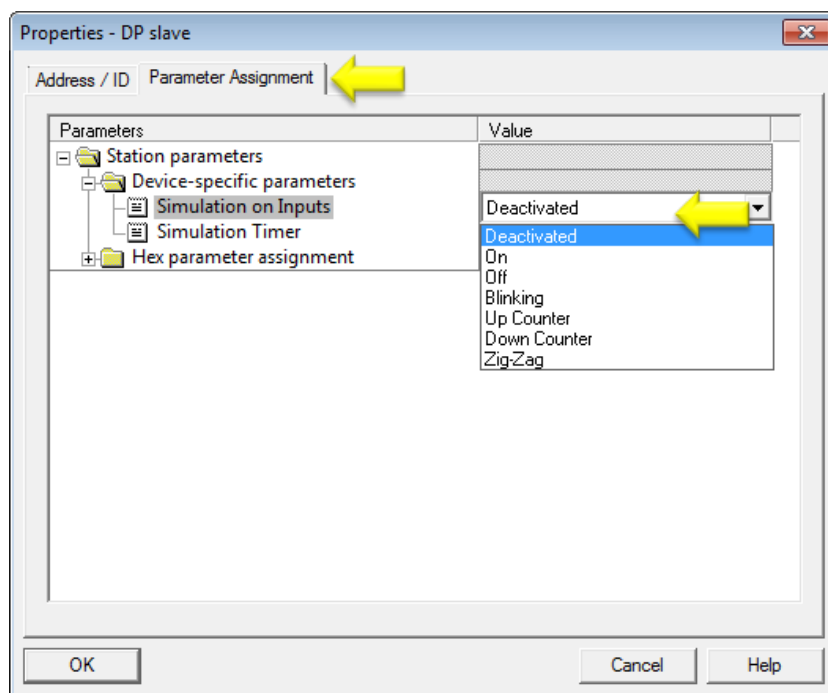 Properties - DP slave
Address / ID Parameter Assignment
Parameters Value
Station parameters
Device-specific parameters
Simulation on Inputs Deactivated
Simulation Timer Deactivated
Hex parameter assignment On
Off
Blinking
Up Counter
Down Counter
Zig-Zag
OK Cancel Help